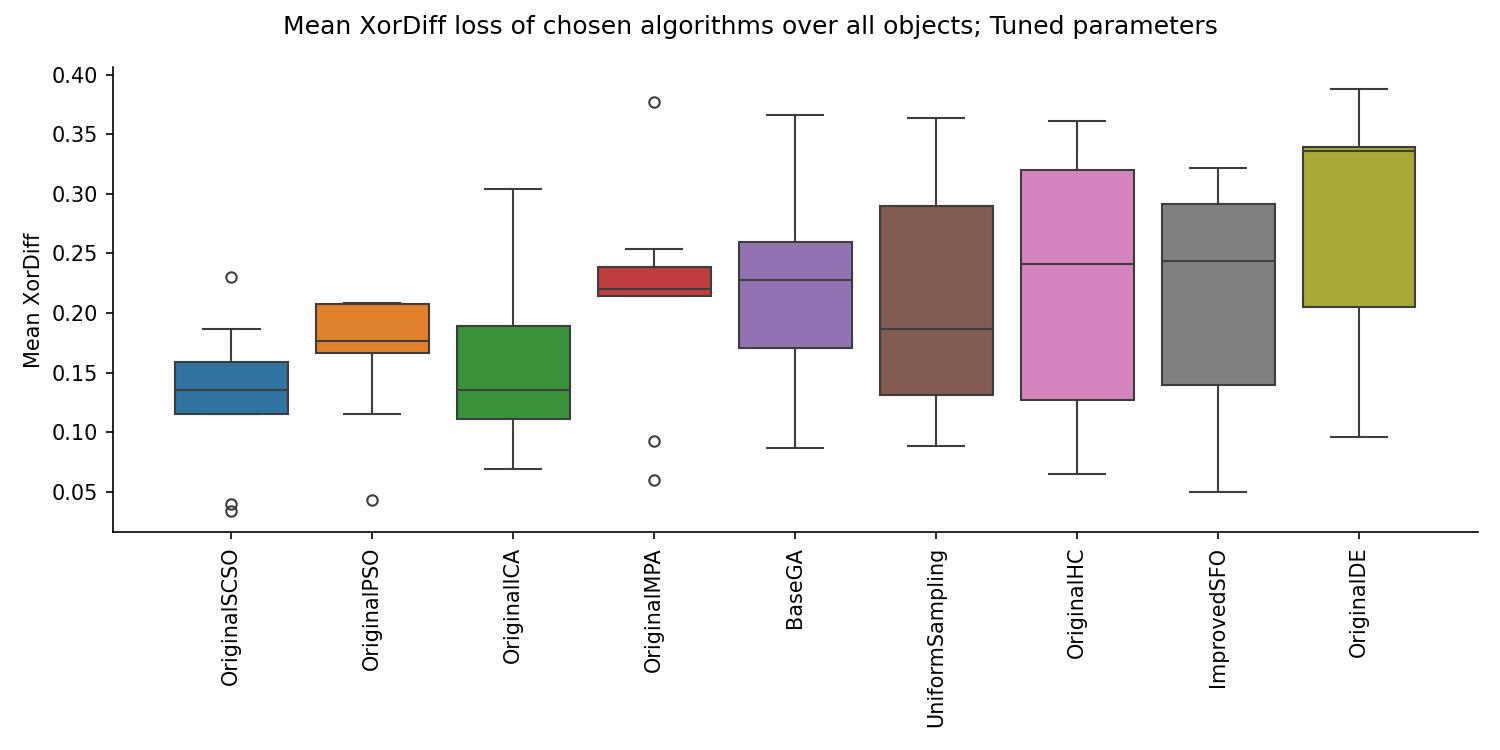 Mean XorDiff loss of chosen algorithms over all objects; Tuned parameters
Mean XorDiff
0.40
0.35
0.30
0.25
0.20
0.15
0.10
0.05
OriginalSCSO
OriginalPSO
OriginalICA
OriginalMPA
BaseGA
UniformSampling
OriginalHC
ImprovedSFO
OriginalDE